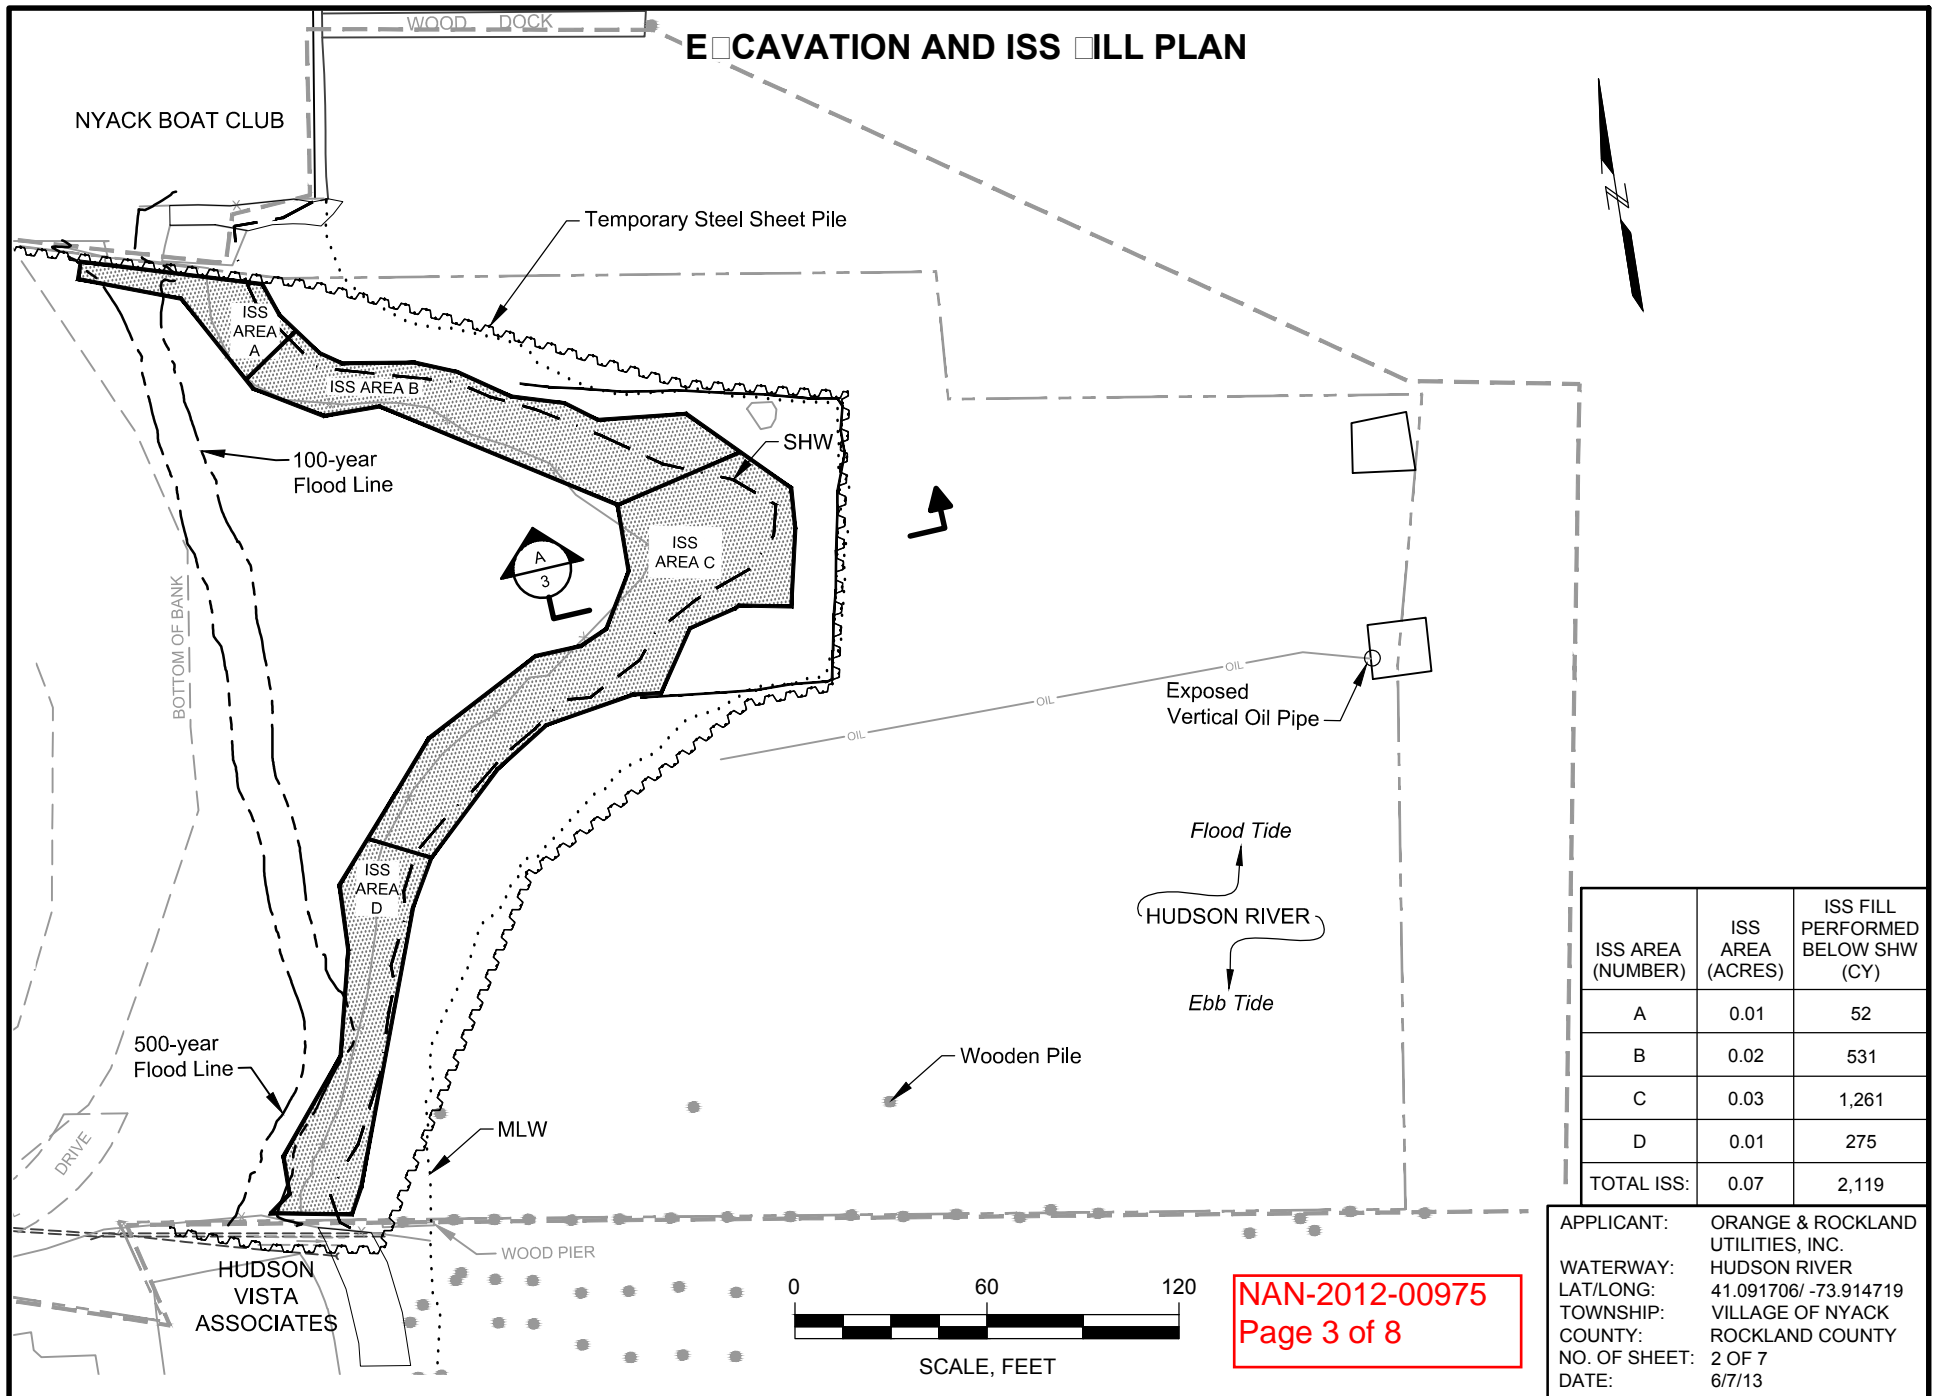 WOOD DOCK
E□CAVATION AND ISS □ILL PLAN
NYACK BOAT CLUB
Temporary Steel Sheet Pile
N
ISS
AREA
A
ISS AREA B
SHW
100-year
Flood Line
ISS
AREA C
A
3
BOTTOM OF BANK
OIL
OIL
OIL
Exposed
Vertical Oil Pipe
Flood Tide
HUDSON RIVER
Ebb Tide
ISS
AREA
D
500-year
Flood Line
Wooden Pile
MLW
DRIVE
WOOD PIER
HUDSON
VISTA
ASSOCIATES
0 60 120
SCALE, FEET
NAN-2012-00975
Page 3 of 8
ISS AREA
(NUMBER)
ISS
AREA
(ACRES)
ISS FILL
PERFORMED
BELOW SHW
(CY)
A 0.01 52
B 0.02 531
C 0.03 1,261
D 0.01 275
TOTAL ISS: 0.07 2,119
APPLICANT: ORANGE & ROCKLAND
UTILITIES, INC.
WATERWAY: HUDSON RIVER
LAT/LONG: 41.091706/ -73.914719
TOWNSHIP: VILLAGE OF NYACK
COUNTY: ROCKLAND COUNTY
NO. OF SHEET: 2 OF 7
DATE: 6/7/13